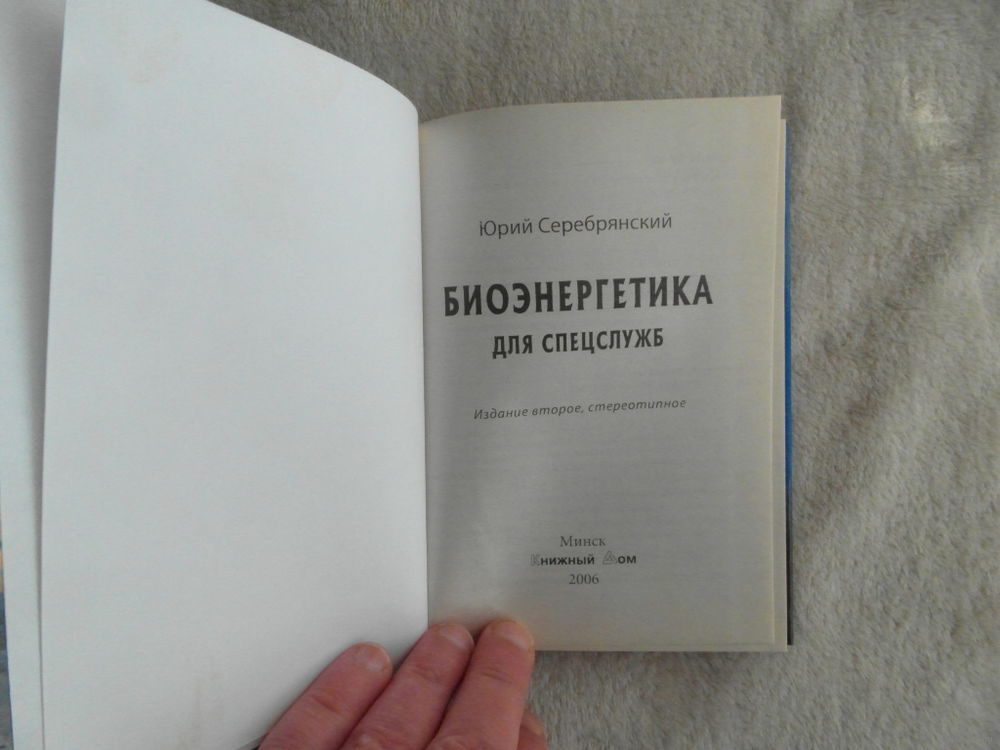 Юрий Серебрянский
БИОЭНЕРГЕТИКА
ДЛЯ СПЕЦСЛУЖБ
Издание второе, стереотипное
Минск
Книжный Дом
2006